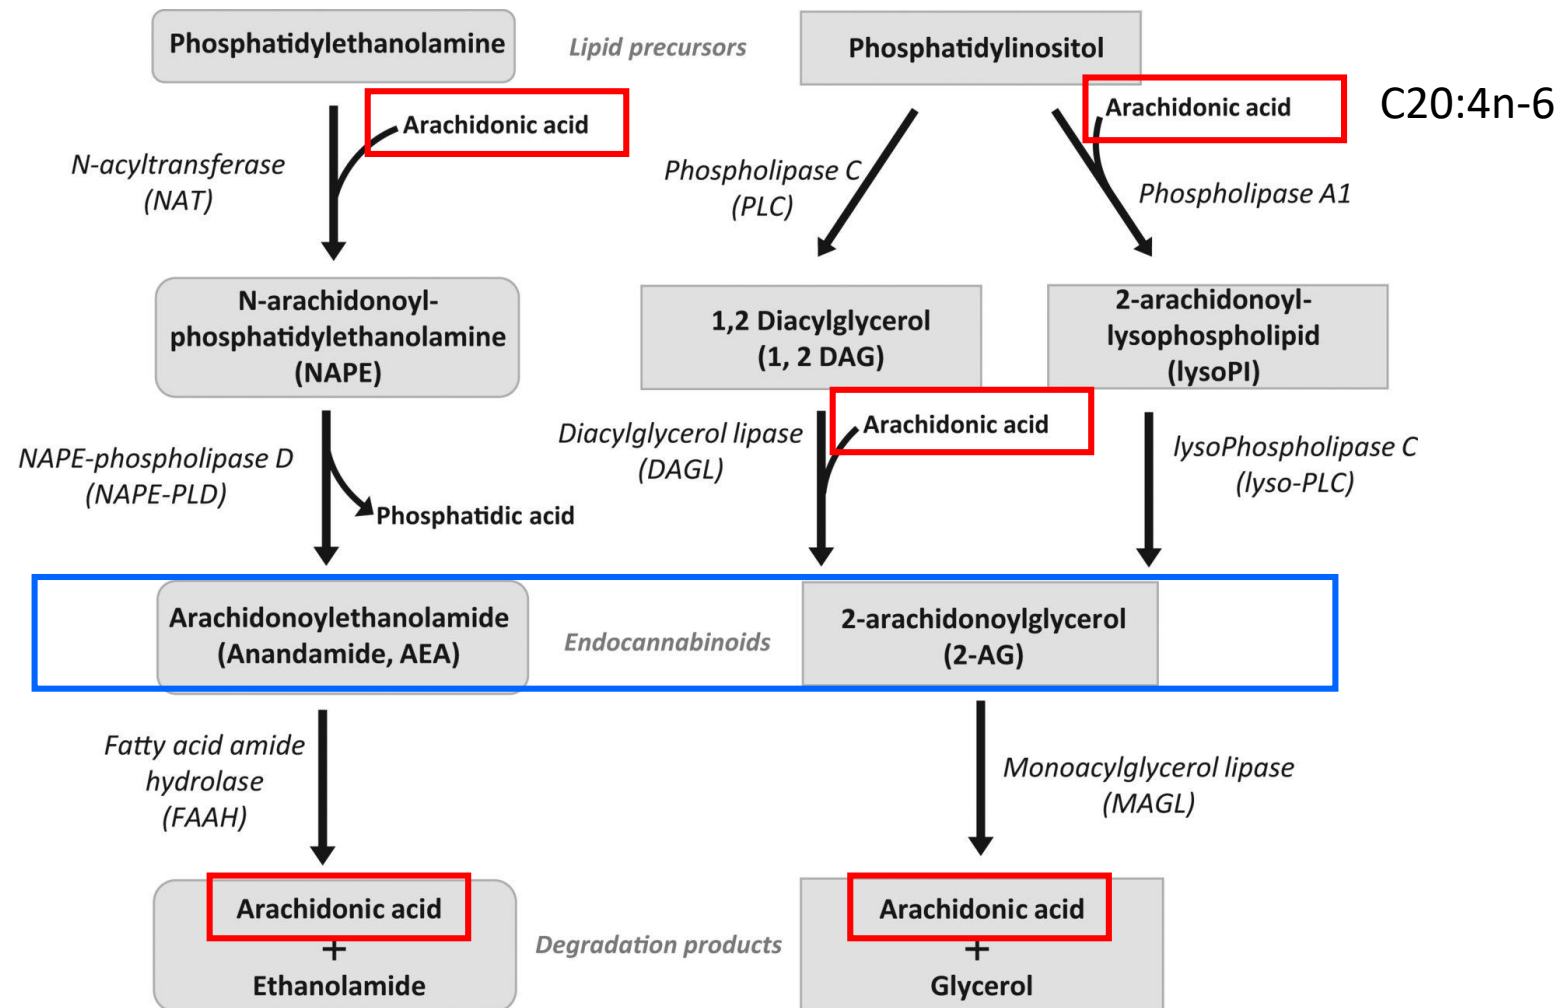 Phosphatidylethanolamine
Lipid precursors
Phosphatidylinositol
Arachidonic acid
Arachidonic acid
C20:4n-6
N-acyltransferase
(NAT)
Phospholipase C
(PLC)
Phospholipase A1
N-arachidonoyl-
phosphatidylethanolamine
(NAPE)
1,2 Diacylglycerol
(1, 2 DAG)
2-arachidonoyl-
lysophospholipid
(lysoPI)
NAPE-phospholipase D
(NAPE-PLD)
Phosphatidic acid
Diacylglycerol lipase
(DAGL)
Arachidonic acid
lysoPhospholipase C
(lyso-PLC)
Arachidonoylethanolamide
(Anandamide, AEA)
Endocannabinoids
2-arachidonoylglycerol
(2-AG)
Fatty acid amide
hydrolase
(FAAH)
Monoacylglycerol lipase
(MAGL)
Arachidonic acid
+
Ethanolamide
Degradation products
Arachidonic acid
+
Glycerol